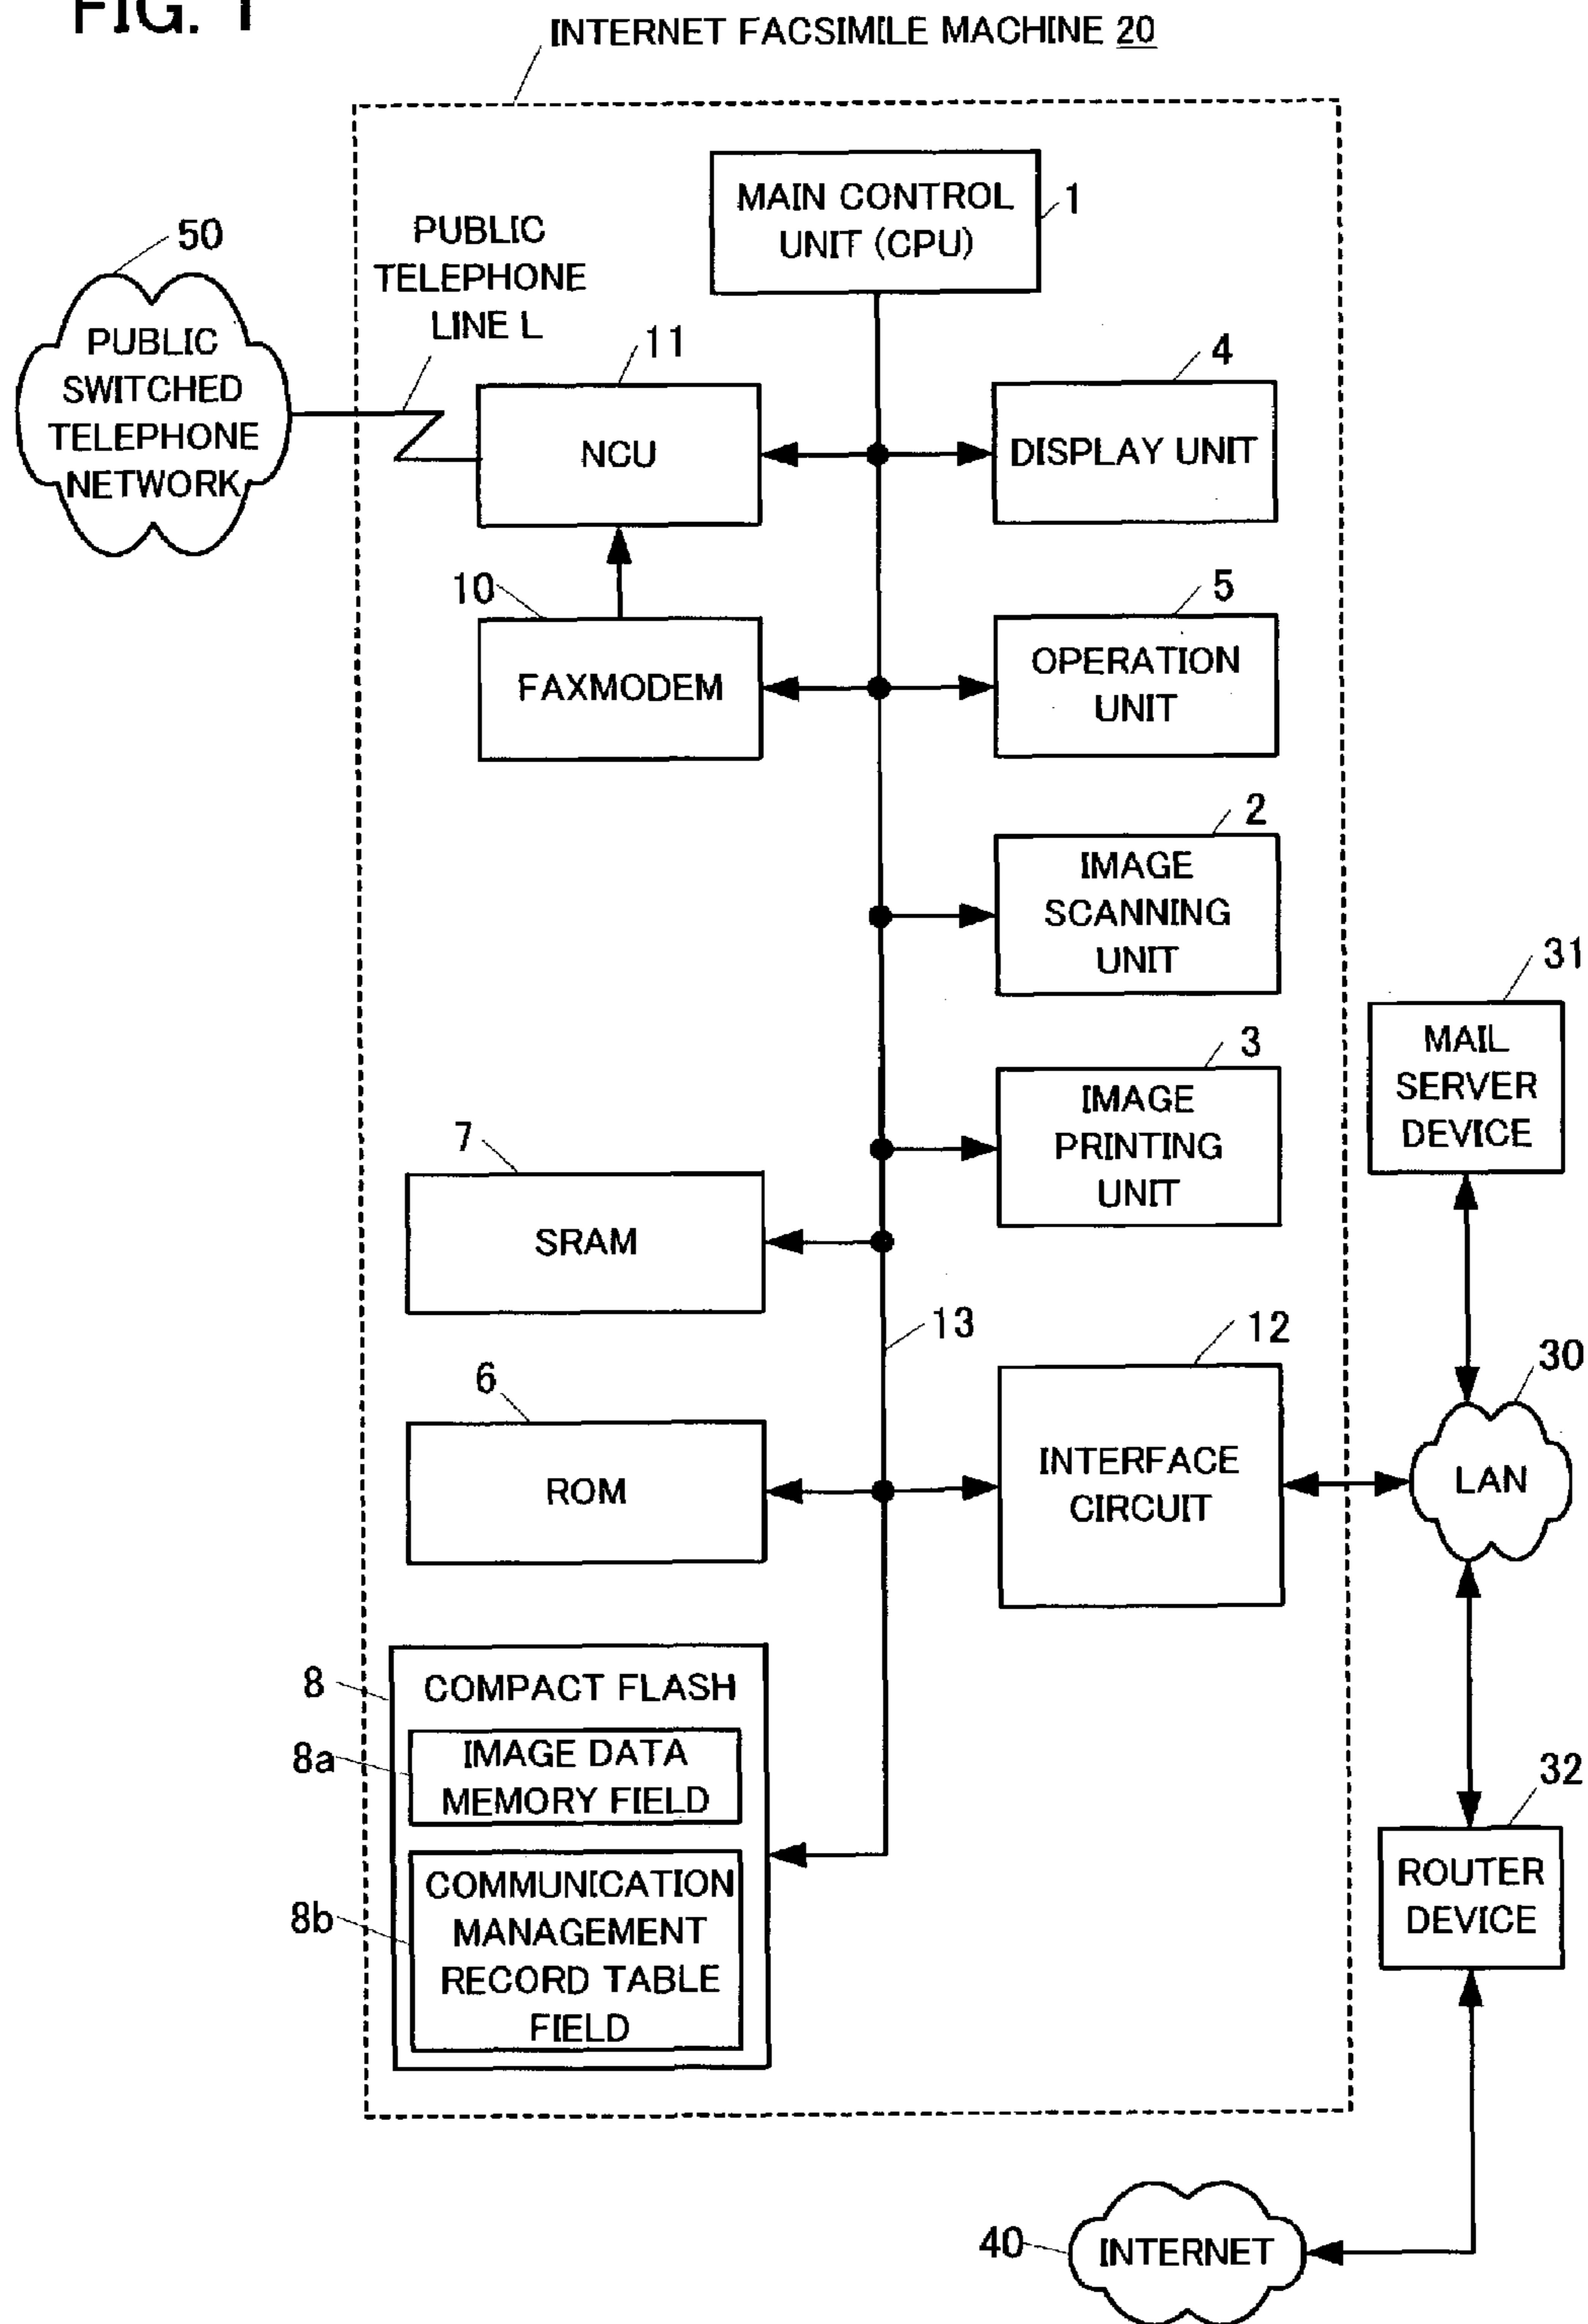 FIG. 1
INTERNET FACSIMILE MACHINE 20
MAIN CONTROL
UNIT (CPU)
1
50
PUBLIC
SWITCHED
TELEPHONE
NETWORK
PUBLIC
TELEPHONE
LINE L
11
NCU
4
DISPLAY UNIT
10
FAXMODEM
5
OPERATION
UNIT
2
IMAGE
SCANNING
UNIT
31
MAIL
SERVER
DEVICE
3
IMAGE
PRINTING
UNIT
7
SRAM
13
12
INTERFACE
CIRCUIT
30
LAN
6
ROM
8
COMPACT FLASH
8a
IMAGE DATA
MEMORY FIELD
8b
COMMUNICATION
MANAGEMENT
RECORD TABLE
FIELD
32
ROUTER
DEVICE
40
INTERNET